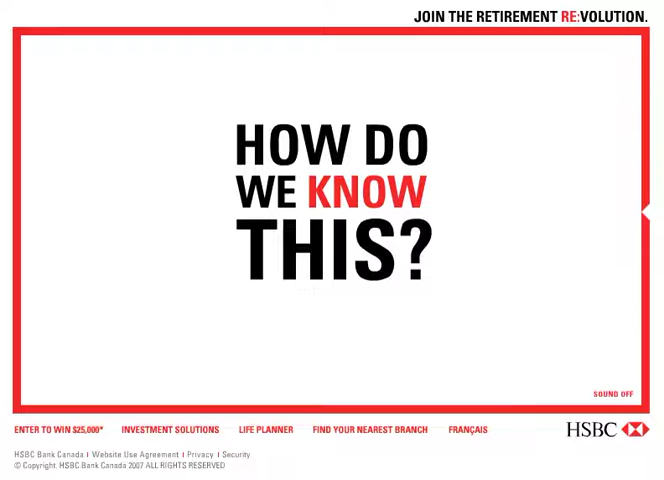 JOIN THE RETIREMENT RE:VOLUTION.
HOW DO
WE KNOW
THIS?
SOUND OFF
ENTER TO WIN $25,000* INVESTMENT SOLUTIONS LIFE PLANNER FIND YOUR NEAREST BRANCH FRANÇAIS HSBC
HSBC Bank Canada I Website Use Agreement I Privacy I Security
© Copyright. HSBC Bank Canada 2007 ALL RIGHTS RESERVED